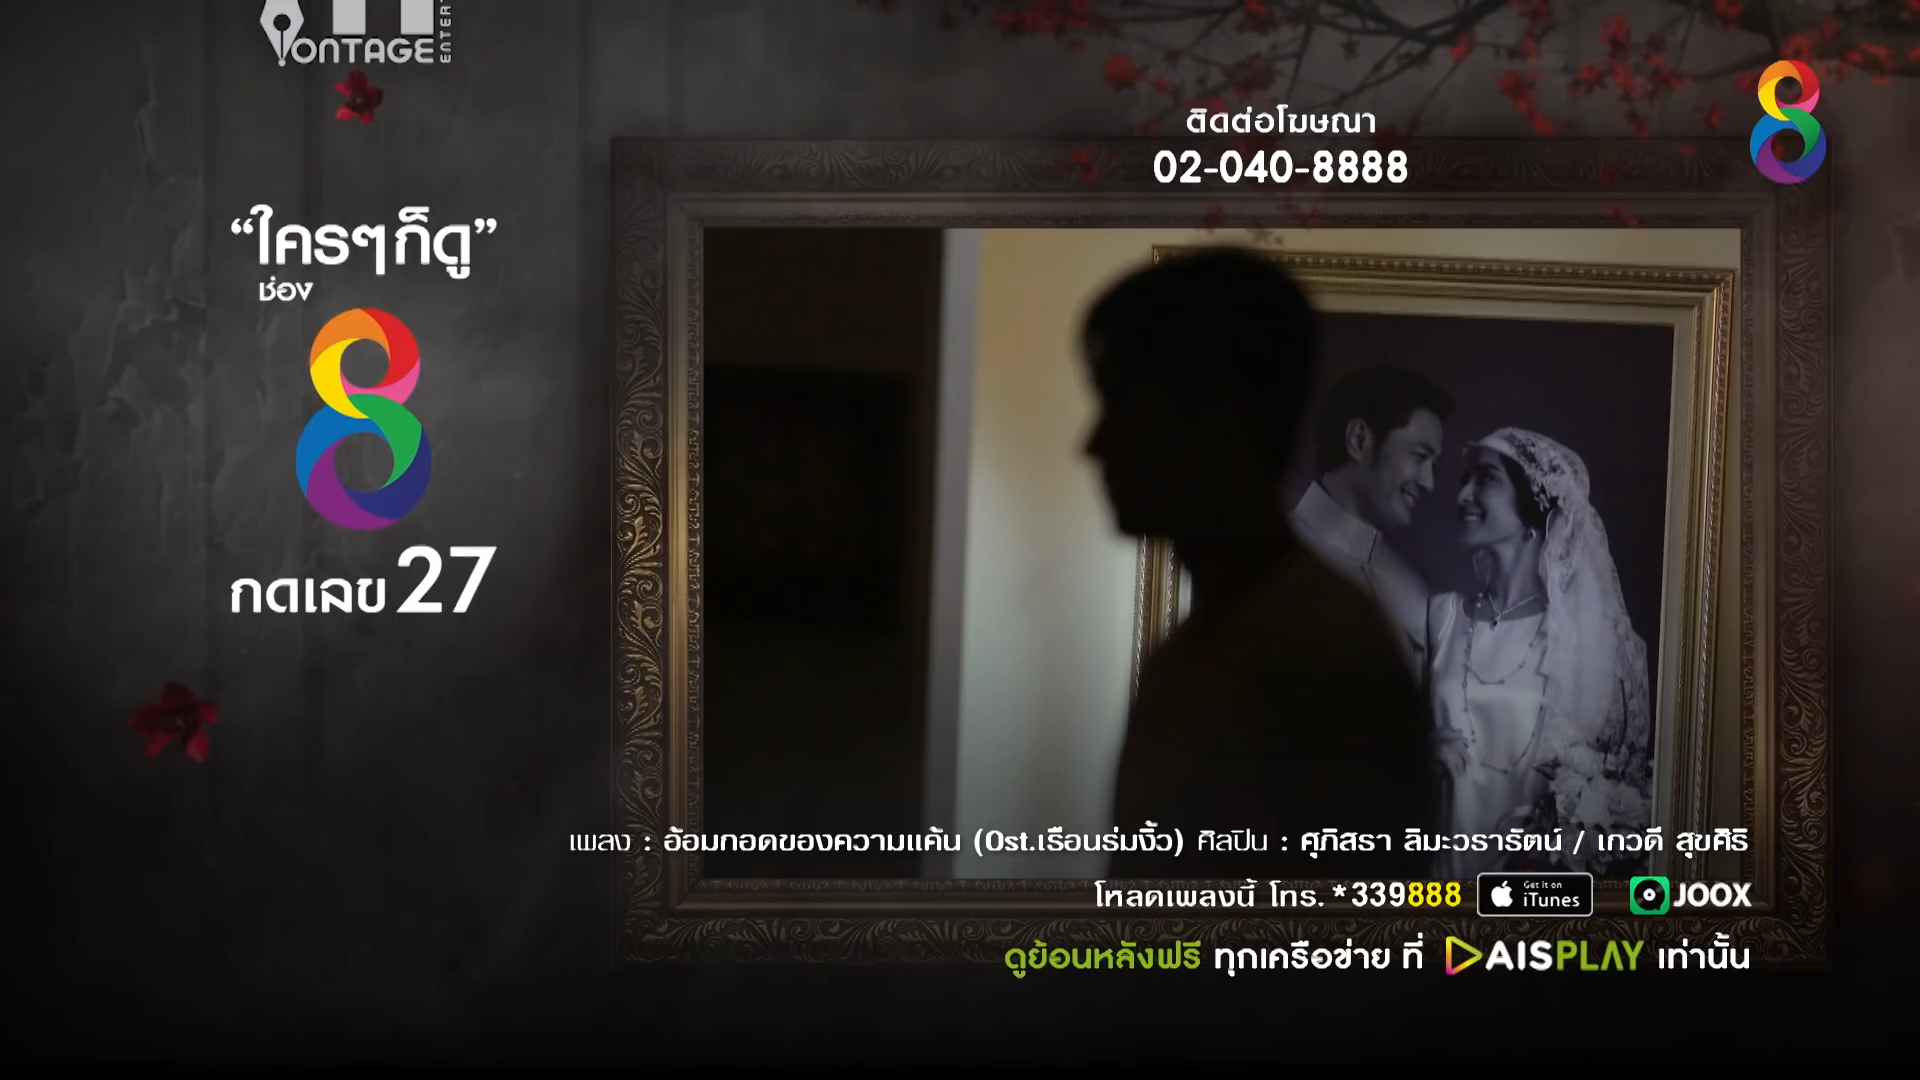 MONTAGE
ติดต่อโฆษณา
02-040-8888
“ใครๆก็ดู”
ช่อง
8
กดเลข 27
เพลง : อ้อมกอดของความแค้น (Ost.เรือนร่มงิ้ว) ศิลปิน : ศุภิสรา ลิมะวรารัตน์ / เกวดี สุขศิริ
โหลดเพลงนี้ โทร. *339888 Get it on iTunes JOOX
ดูย้อนหลังฟรี ทุกเครือข่าย ที่ AISPLAY เท่านั้น